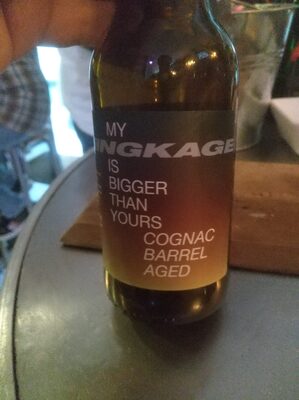 MY
INGKAGE
IS
BIGGER
THAN
YOURS
COGNAC
BARREL
AGED